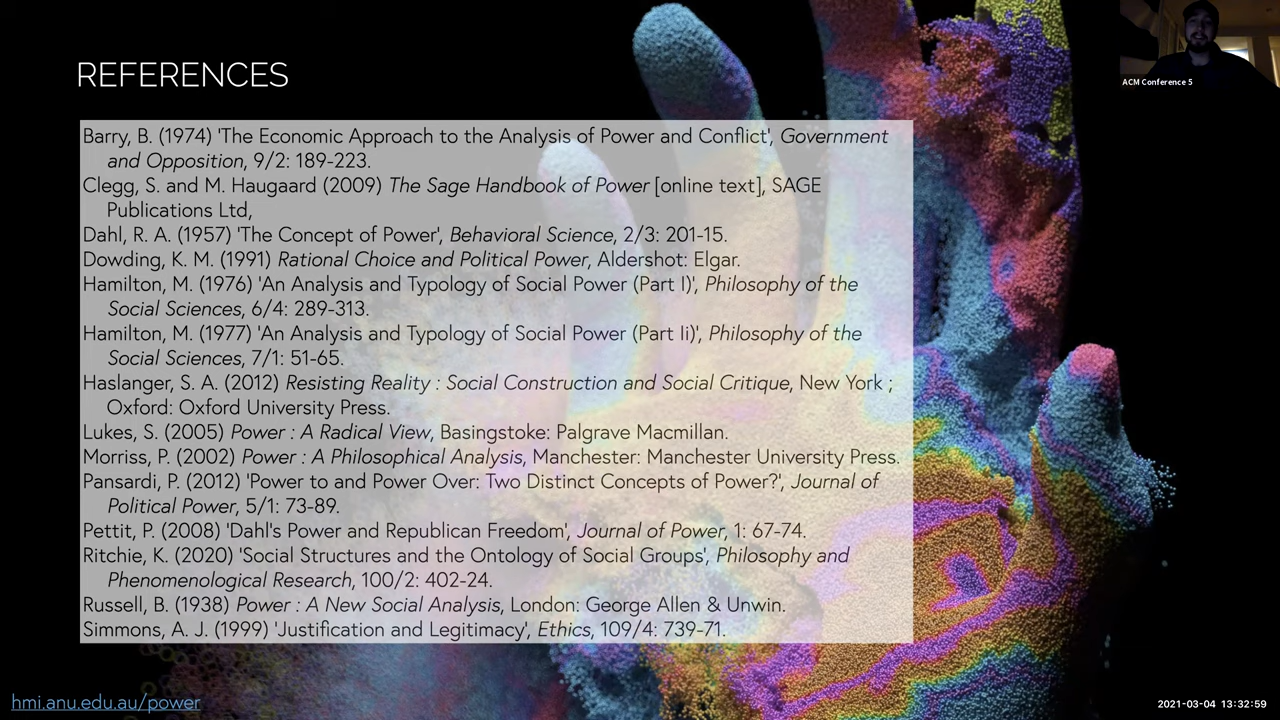 ACM Conference 5
REFERENCES
Barry, B. (1974) 'The Economic Approach to the Analysis of Power and Conflict', Government
and Opposition, 9/2: 189-223.
Clegg, S. and M. Haugaard (2009) The Sage Handbook of Power [online text], SAGE
Publications Ltd,
Dahl, R. A. (1957) 'The Concept of Power', Behavioral Science, 2/3: 201-15.
Dowding, K. M. (1991) Rational Choice and Political Power, Aldershot: Elgar.
Hamilton, M. (1976) 'An Analysis and Typology of Social Power (Part I)', Philosophy of the
Social Sciences, 6/4: 289-313.
Hamilton, M. (1977) 'An Analysis and Typology of Social Power (Part Ii)', Philosophy of the
Social Sciences, 7/1: 51-65.
Haslanger, S. A. (2012) Resisting Reality : Social Construction and Social Critique, New York ;
Oxford: Oxford University Press.
Lukes, S. (2005) Power : A Radical View, Basingstoke: Palgrave Macmillan.
Morriss, P. (2002) Power : A Philosophical Analysis, Manchester: Manchester University Press.
Pansardi, P. (2012) 'Power to and Power Over: Two Distinct Concepts of Power?', Journal of
Political Power, 5/1: 73-89.
Pettit, P. (2008) 'Dahl's Power and Republican Freedom', Journal of Power, 1: 67-74.
Ritchie, K. (2020) 'Social Structures and the Ontology of Social Groups', Philosophy and
Phenomenological Research, 100/2: 402-24.
Russell, B. (1938) Power : A New Social Analysis, London: George Allen & Unwin.
Simmons, A. J. (1999) 'Justification and Legitimacy', Ethics, 109/4: 739-71.
hmi.anu.edu.au/power
2021-03-04 13:32:59